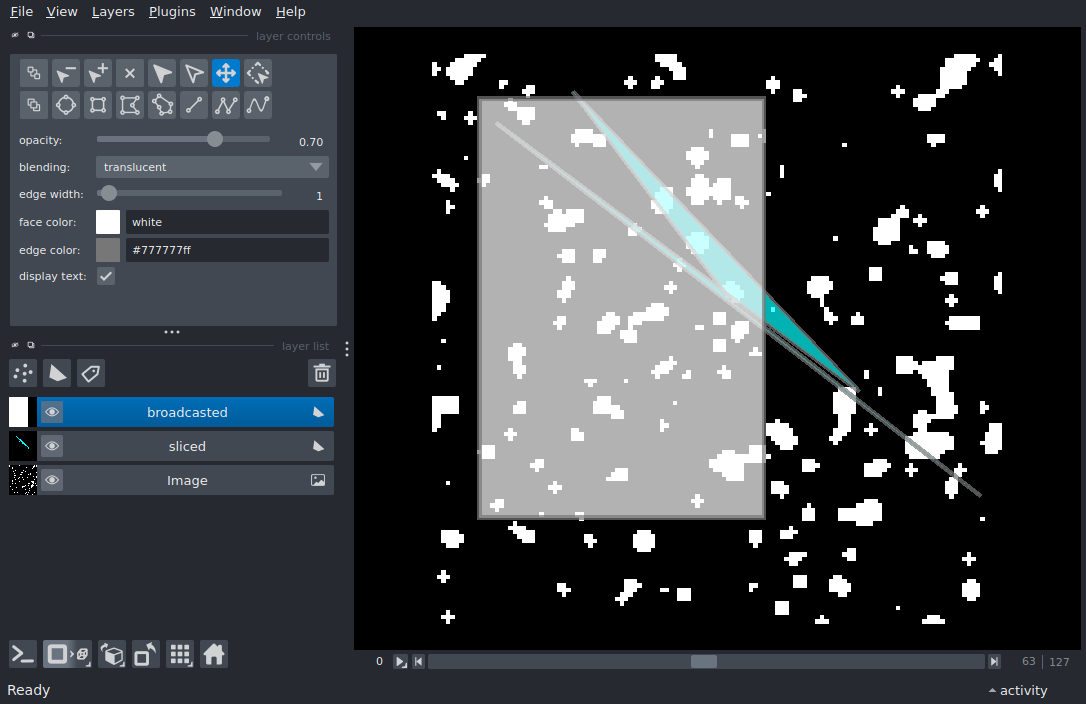 File View Layers Plugins Window Help
layer controls
opacity: 0.70
blending: translucent
edge width: 1
face color: white
edge color: #777777ff
display text:
layer list
broadcasted
sliced
Image
0 63 127
Ready activity